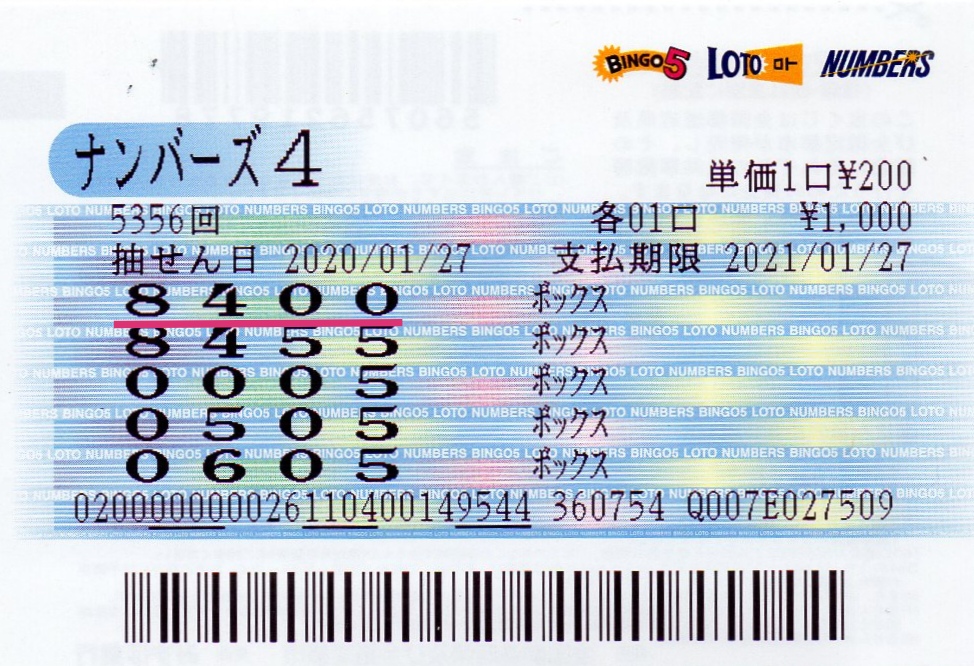 BINGO5 LOTO ロト NUMBERS
ナンバーズ4
単価1口¥200
5356回 各01口 ¥1,000
抽せん日 2020/01/27 支払期限 2021/01/27
8400 ボックス
8455 ボックス
0005 ボックス
0505 ボックス
0605 ボックス
0200000000026110400149544 360754 Q007E027509